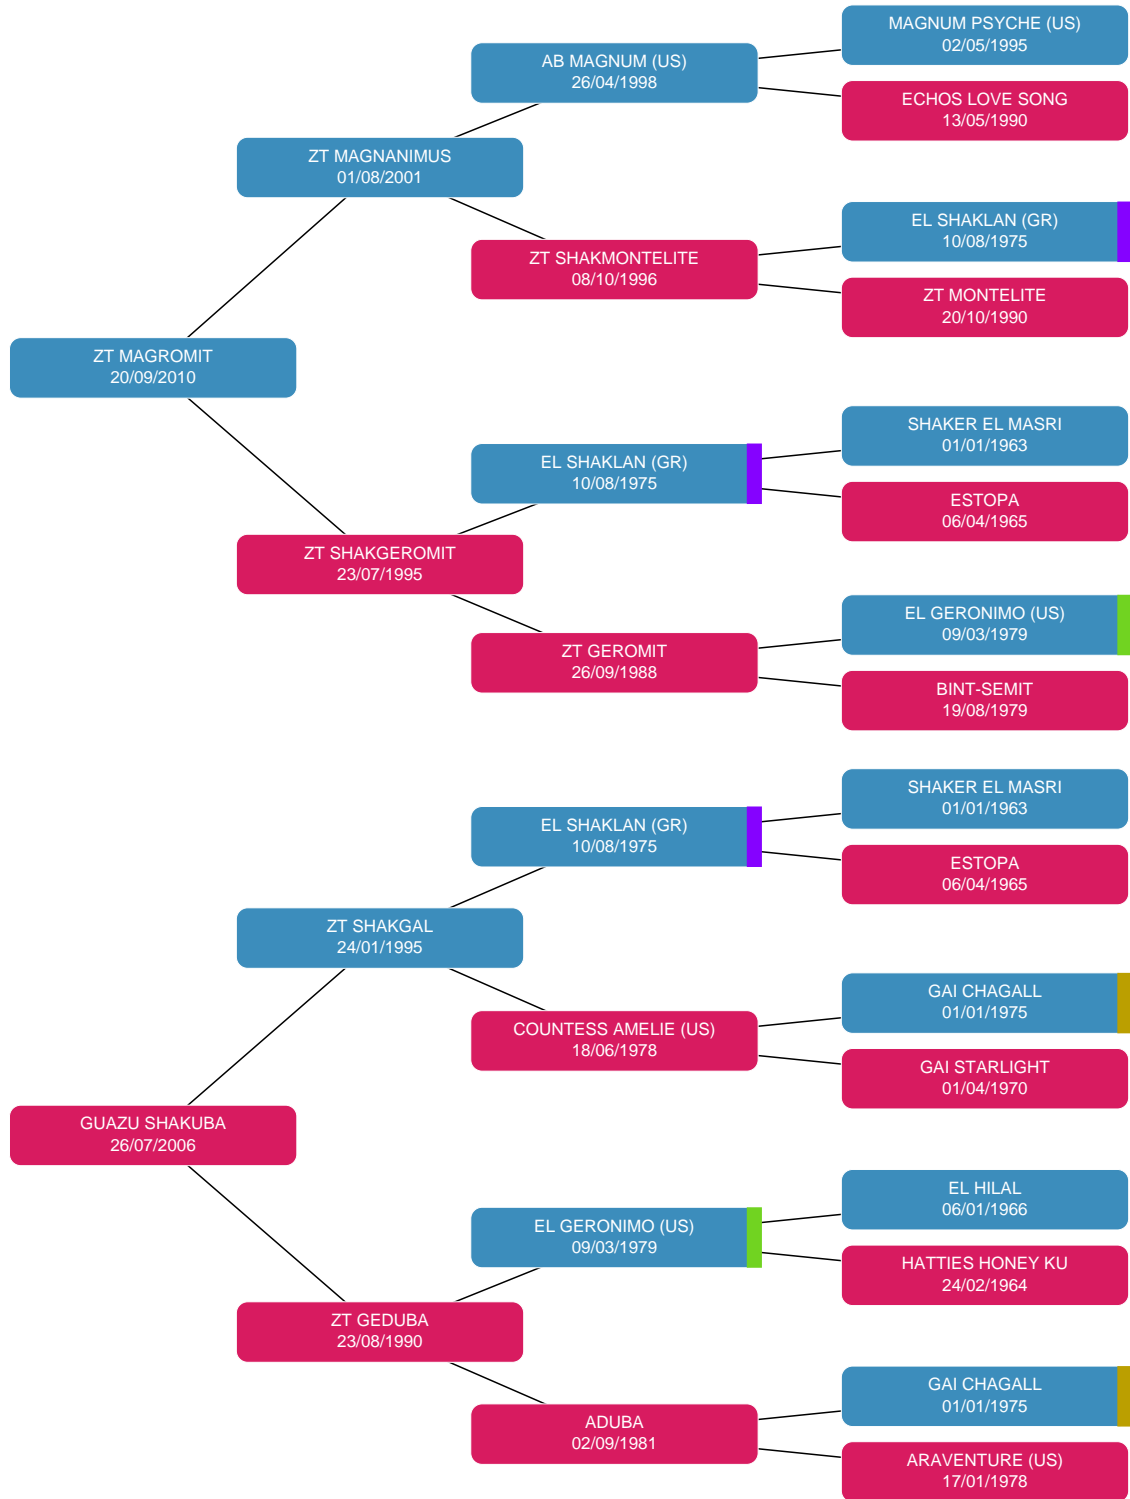 MAGNUM PSYCHE (US)
02/05/1995
AB MAGNUM (US)
26/04/1998
ECHOS LOVE SONG
13/05/1990
ZT MAGNANIMUS
01/08/2001
EL SHAKLAN (GR)
10/08/1975
ZT SHAKMONTELITE
08/10/1996
ZT MONTELITE
20/10/1990
ZT MAGROMIT
20/09/2010
SHAKER EL MASRI
01/01/1963
EL SHAKLAN (GR)
10/08/1975
ESTOPA
06/04/1965
ZT SHAKGEROMIT
23/07/1995
EL GERONIMO (US)
09/03/1979
ZT GEROMIT
26/09/1988
BINT-SEMIT
19/08/1979
SHAKER EL MASRI
01/01/1963
EL SHAKLAN (GR)
10/08/1975
ESTOPA
06/04/1965
ZT SHAKGAL
24/01/1995
GAI CHAGALL
01/01/1975
COUNTESS AMELIE (US)
18/06/1978
GAI STARLIGHT
01/04/1970
GUAZU SHAKUBA
26/07/2006
EL HILAL
06/01/1966
EL GERONIMO (US)
09/03/1979
HATTIES HONEY KU
24/02/1964
ZT GEDUBA
23/08/1990
GAI CHAGALL
01/01/1975
ADUBA
02/09/1981
ARAVENTURE (US)
17/01/1978